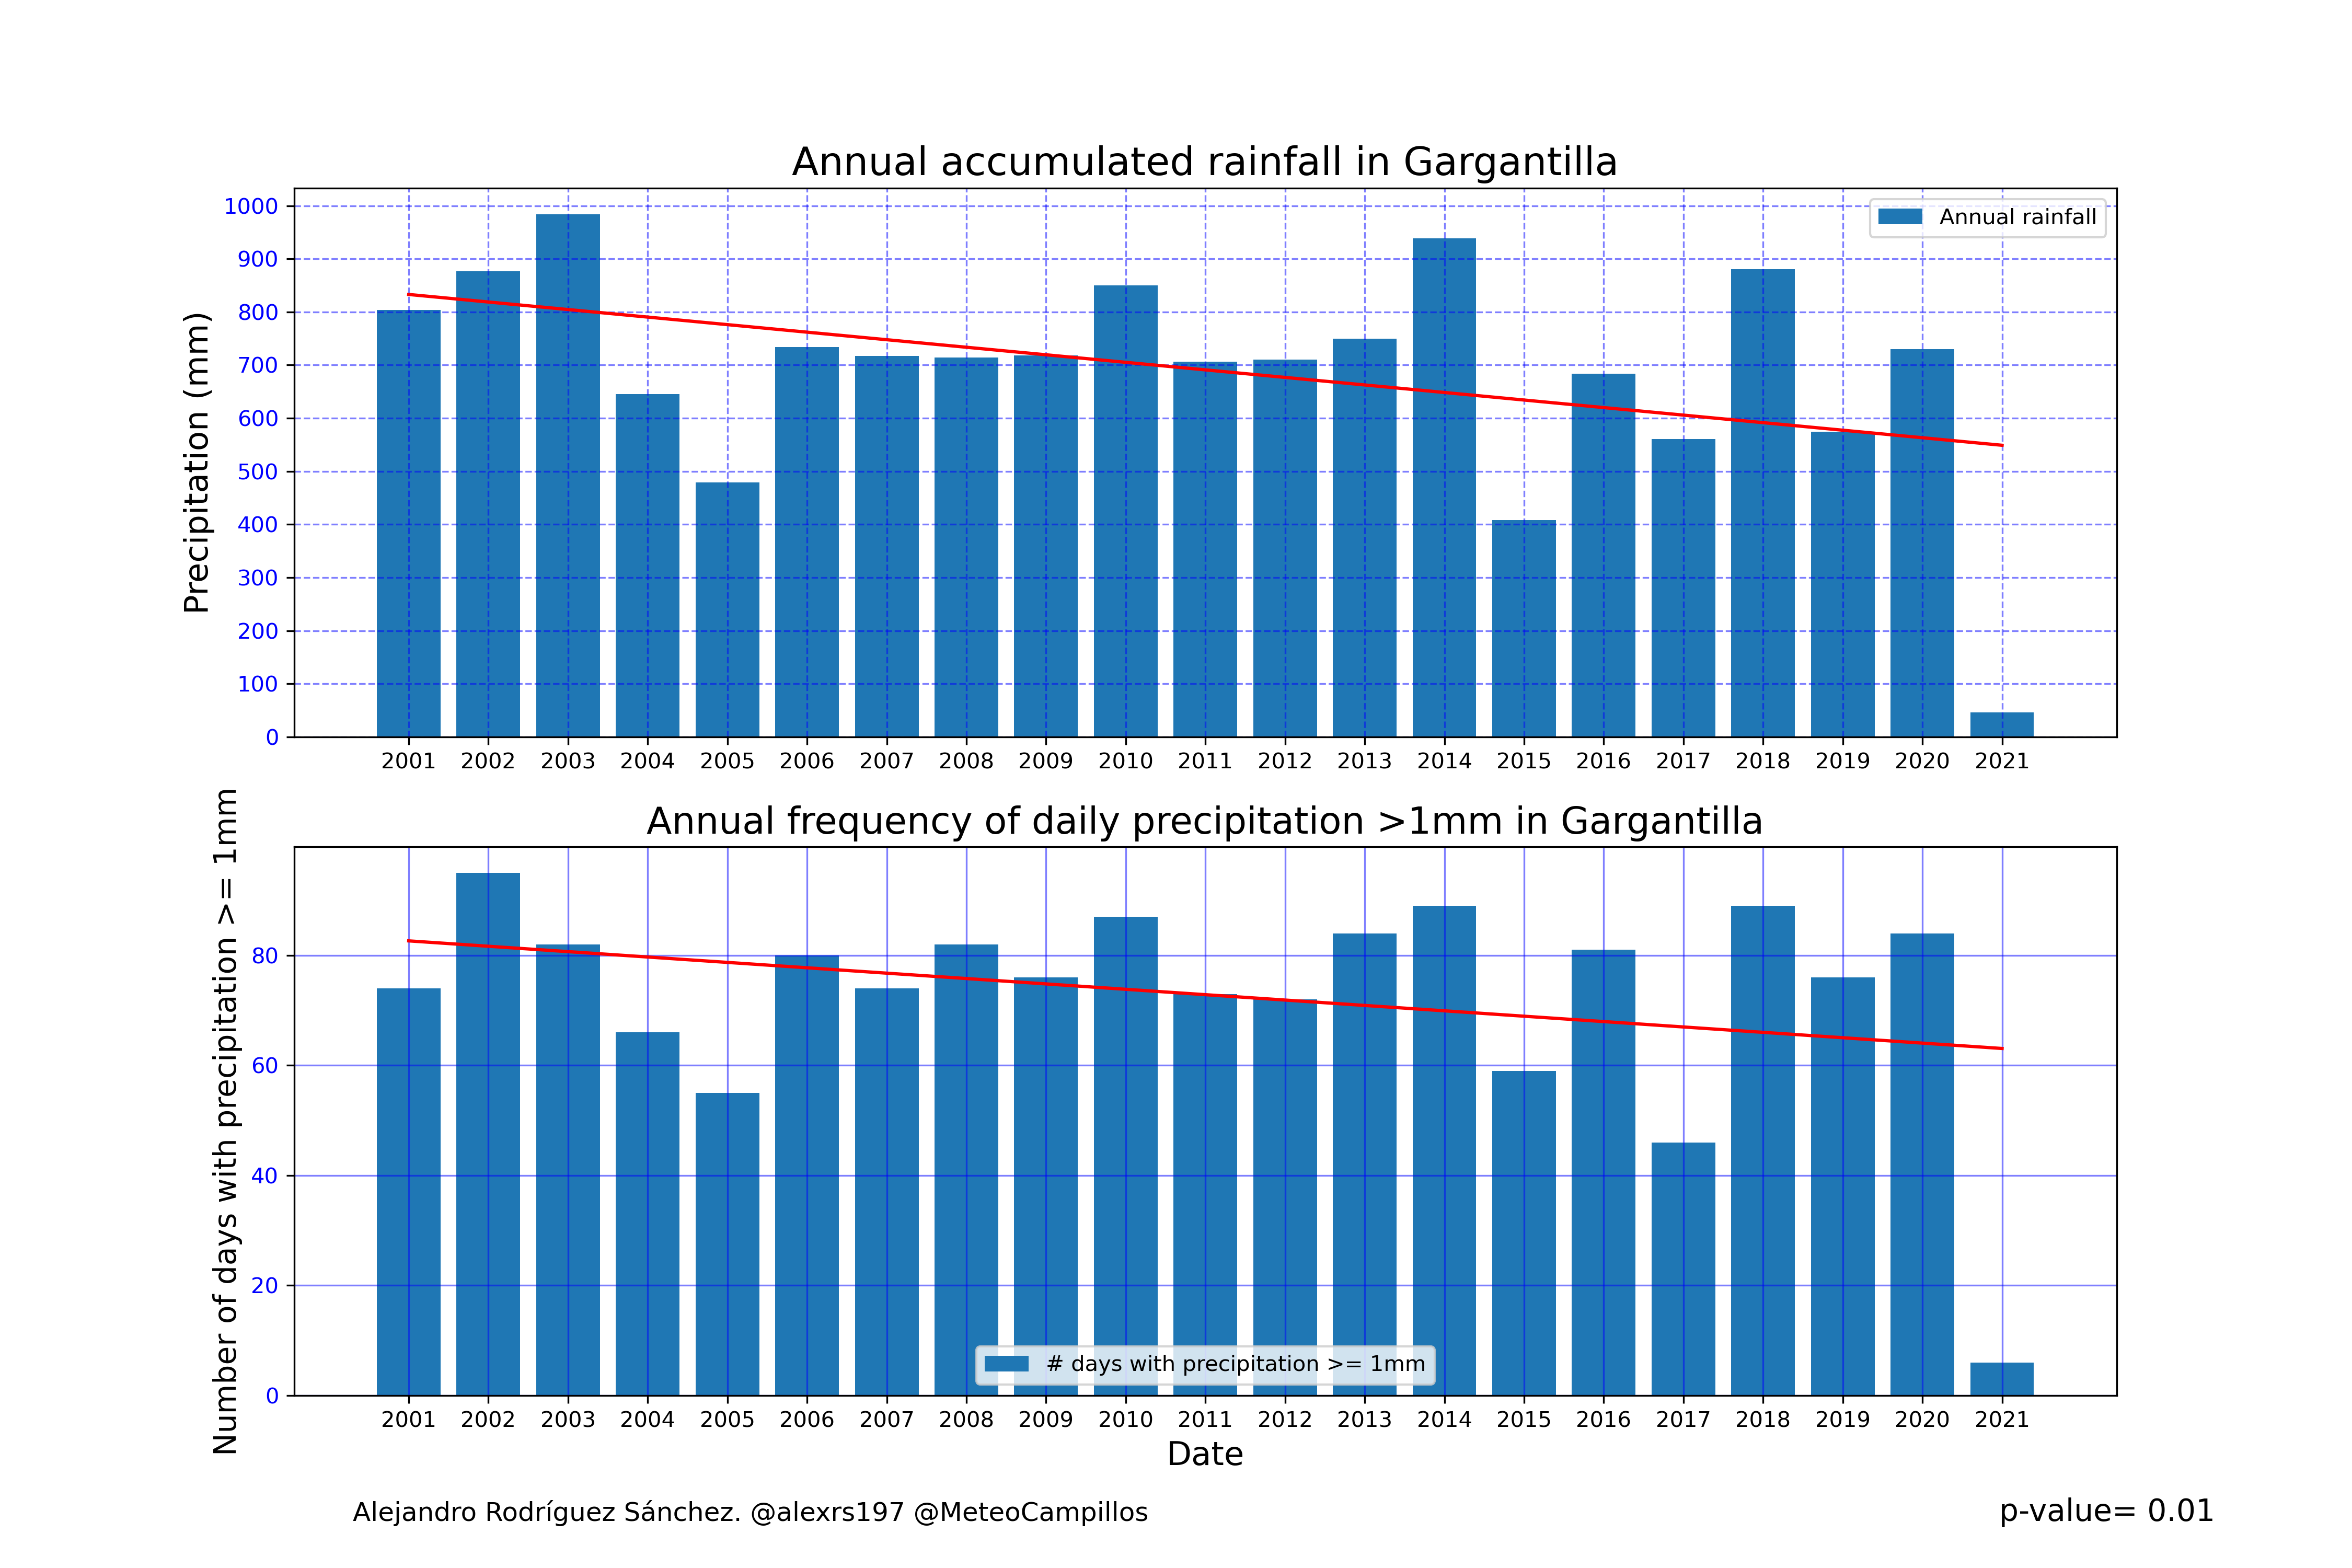 Annual accumulated rainfall in Gargantilla
Precipitation (mm)
1000
900
800
700
600
500
400
300
200
100
0
Annual rainfall
2001 2002 2003 2004 2005 2006 2007 2008 2009 2010 2011 2012 2013 2014 2015 2016 2017 2018 2019 2020 2021
Annual frequency of daily precipitation >1mm in Gargantilla
Number of days with precipitation >= 1mm
80
60
40
20
0
# days with precipitation >= 1mm
2001 2002 2003 2004 2005 2006 2007 2008 2009 2010 2011 2012 2013 2014 2015 2016 2017 2018 2019 2020 2021
Date
Alejandro Rodríguez Sánchez. @alexrs197 @MeteoCampillos
p-value= 0.01